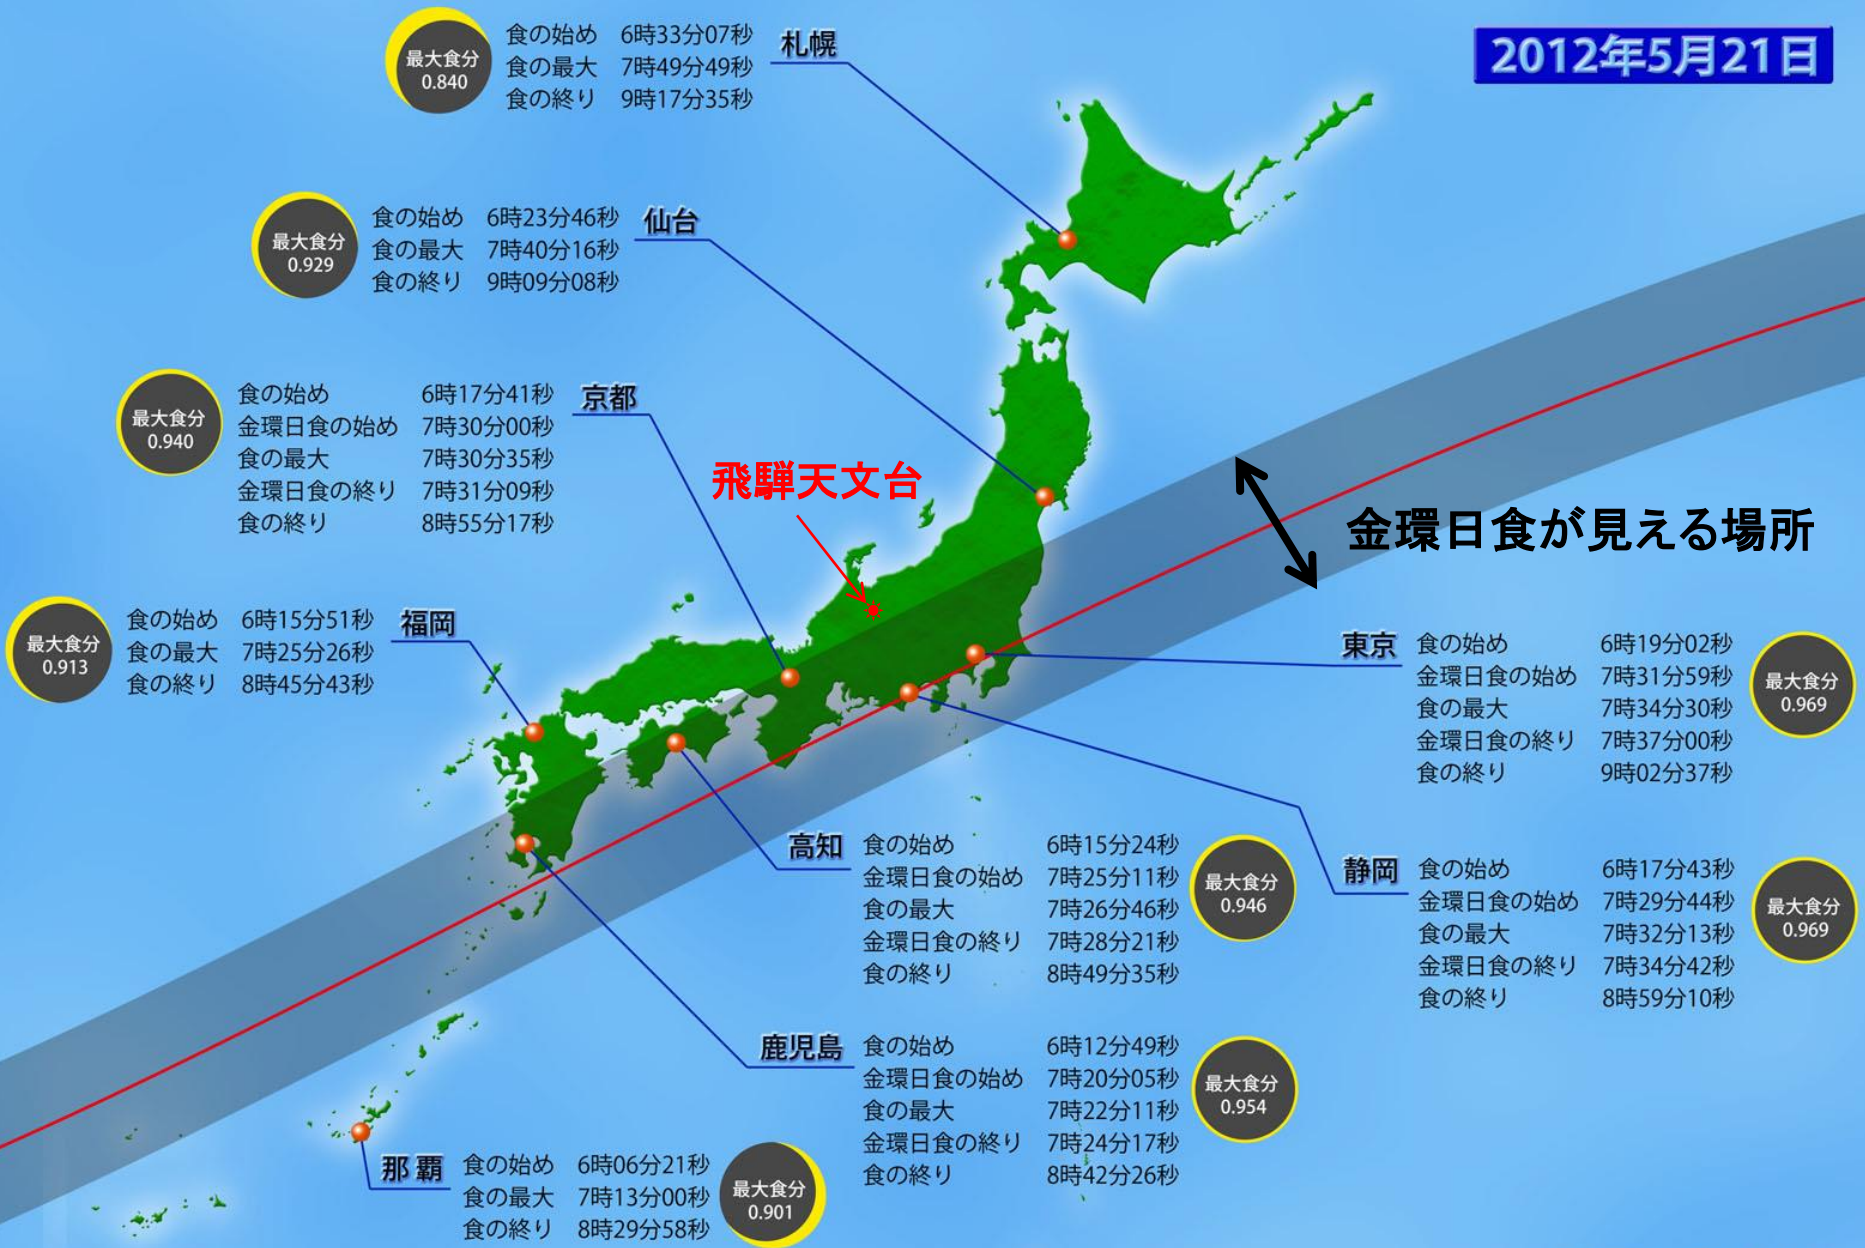 2012年5月21日
最大食分
0.840
食の始め 6時33分07秒
食の最大 7時49分49秒
食の終り 9時17分35秒
札幌
最大食分
0.929
食の始め 6時23分46秒
食の最大 7時40分16秒
食の終り 9時09分08秒
仙台
最大食分
0.940
食の始め 6時17分41秒
金環日食の始め 7時30分00秒
食の最大 7時30分35秒
金環日食の終り 7時31分09秒
食の終り 8時55分17秒
京都
飛騨天文台
金環日食が見える場所
最大食分
0.913
食の始め 6時15分51秒
食の最大 7時25分26秒
食の終り 8時45分43秒
福岡
東京
食の始め 6時19分02秒
金環日食の始め 7時31分59秒
食の最大 7時34分30秒
金環日食の終り 7時37分00秒
食の終り 9時02分37秒
最大食分
0.969
高知
食の始め 6時15分24秒
金環日食の始め 7時25分11秒
食の最大 7時26分46秒
金環日食の終り 7時28分21秒
食の終り 8時49分35秒
最大食分
0.946
静岡
食の始め 6時17分43秒
金環日食の始め 7時29分44秒
食の最大 7時32分13秒
金環日食の終り 7時34分42秒
食の終り 8時59分10秒
最大食分
0.969
鹿児島
食の始め 6時12分49秒
金環日食の始め 7時20分05秒
食の最大 7時22分11秒
金環日食の終り 7時24分17秒
食の終り 8時42分26秒
最大食分
0.954
那覇
食の始め 6時06分21秒
食の最大 7時13分00秒
食の終り 8時29分58秒
最大食分
0.901